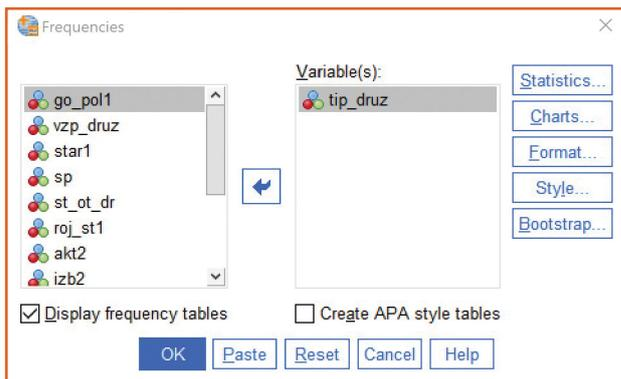 Frequencies
go_pol1
vzp_druz
star1
sp
st_ot_dr
roj_st1
akt2
izb2
Variable(s):
tip_druz
Statistics...
Charts...
Format...
Style...
Bootstrap...
Display frequency tables
Create APA style tables
OK
Paste
Reset
Cancel
Help